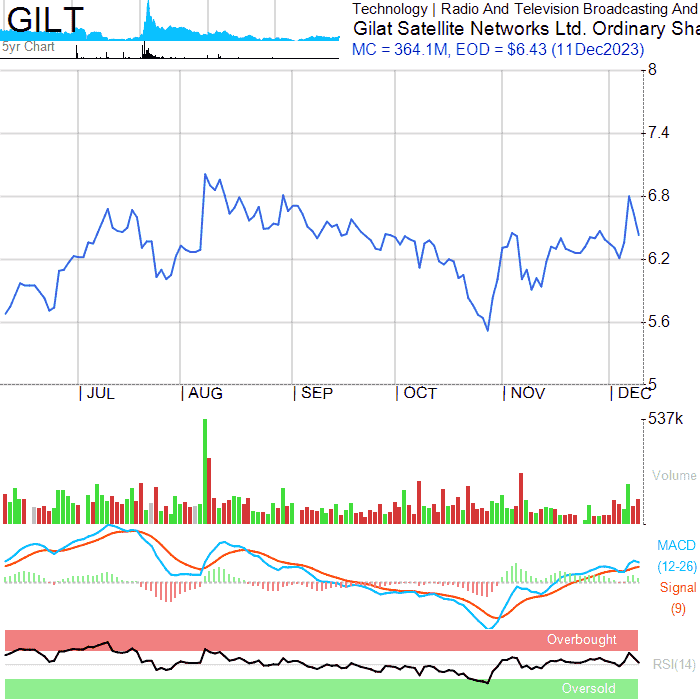 GILT
5yr Chart
Technology | Radio And Television Broadcasting And
Gilat Satellite Networks Ltd. Ordinary Sha
MC = 364.1M, EOD = $6.43 (11Dec2023)
8
7.4
6.8
6.2
5.6
5
| JUL | AUG | SEP | OCT | NOV | DEC
537k
Volume
MACD
(12-26)
Signal
(9)
Overbought
RSI(14)
Oversold